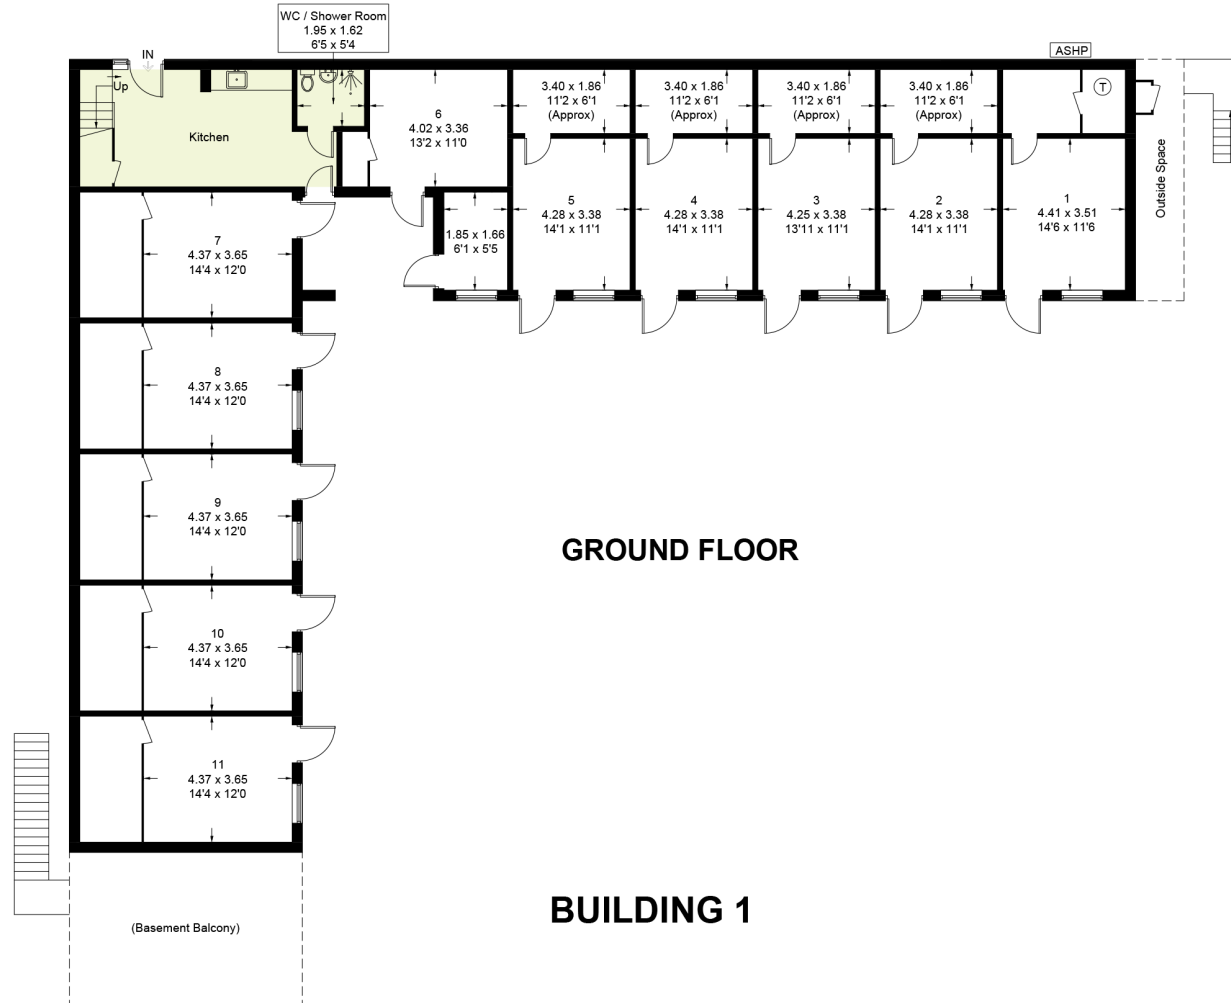 WC / Shower Room
1.95 x 1.62
6'5 x 5'4
IN
ASHP
Up
Kitchen
6
4.02 x 3.36
13'2 x 11'0
3.40 x 1.86
11'2 x 6'1
(Approx)
3.40 x 1.86
11'2 x 6'1
(Approx)
3.40 x 1.86
11'2 x 6'1
(Approx)
3.40 x 1.86
11'2 x 6'1
(Approx)
T
Outside Space
1.85 x 1.66
6'1 x 5'5
5
4.28 x 3.38
14'1 x 11'1
4
4.28 x 3.38
14'1 x 11'1
3
4.25 x 3.38
13'11 x 11'1
2
4.28 x 3.38
14'1 x 11'1
1
4.41 x 3.51
14'6 x 11'6
7
4.37 x 3.65
14'4 x 12'0
8
4.37 x 3.65
14'4 x 12'0
9
4.37 x 3.65
14'4 x 12'0
GROUND FLOOR
10
4.37 x 3.65
14'4 x 12'0
11
4.37 x 3.65
14'4 x 12'0
BUILDING 1
(Basement Balcony)